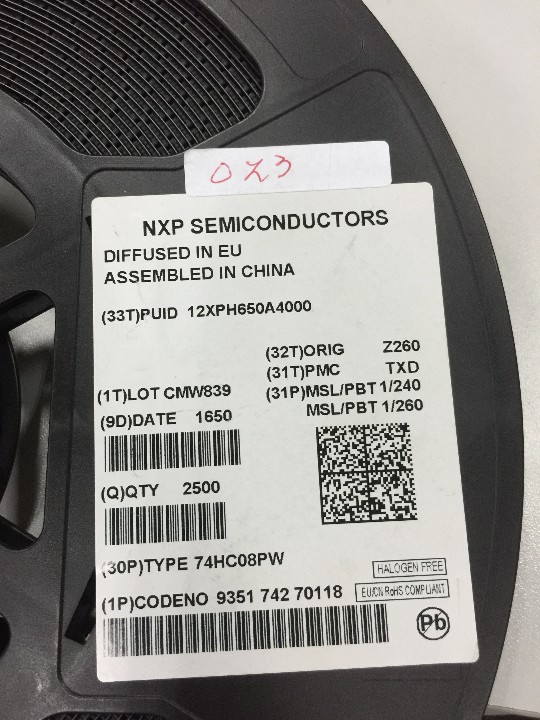 OZ3
NXP SEMICONDUCTORS
DIFFUSED IN EU
ASSEMBLED IN CHINA
(33T)PUID 12XPH650A4000
(32T)ORIG Z260
(31T)PMC TXD
(1T)LOT CMW839 (31P)MSL/PBT 1/240
(9D)DATE 1650 MSL/PBT 1/260
(Q)QTY 2500
(30P)TYPE 74HC08PW
HALOGEN FREE
(1P)CODENO 9351 742 70118 EU/CN RoHS COMPLIANT
Pb